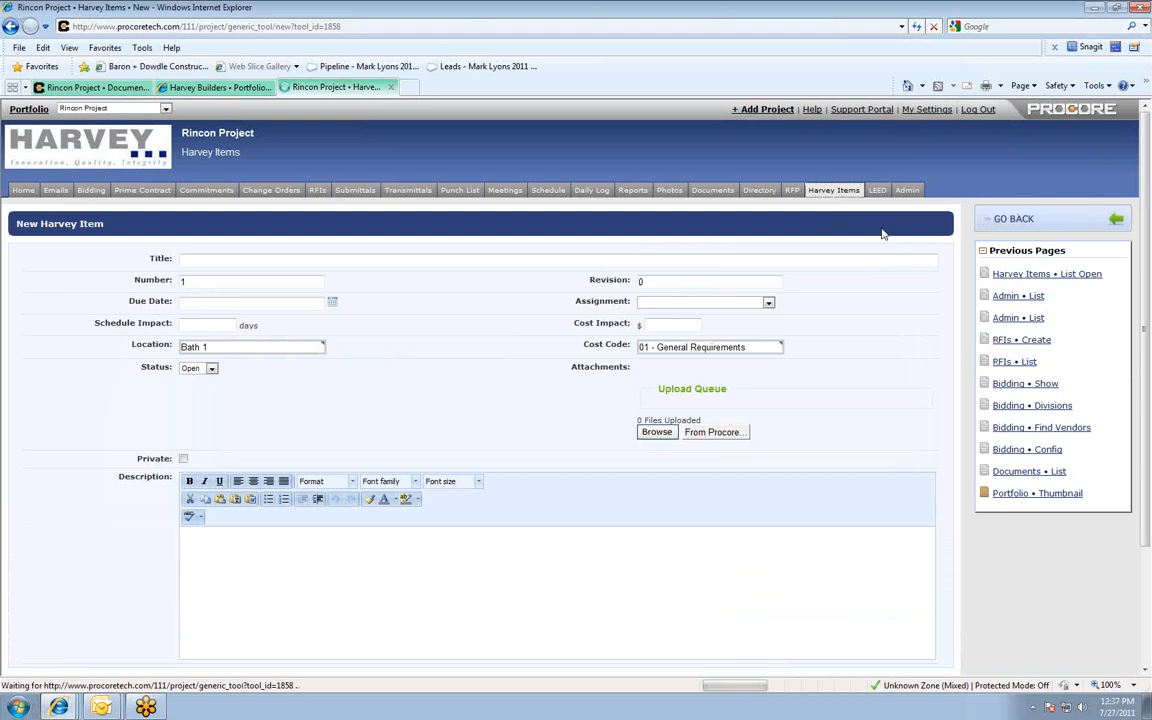 Rincon Project • Harvey Items • New - Windows Internet Explorer
http://www.procoretech.com/111/project/generic_tool/new?tool_id=1858
Google
File Edit View Favorites Tools Help
x Snagit
Favorites Baron + Dowdle Construc... Web Slice Gallery Pipeline - Mark Lyons 201... Leads - Mark Lyons 2011 ...
Rincon Project • Documen... Harvey Builders • Portfolio... Rincon Project • Harve... x
Page Safety Tools
Portfolio Rincon Project + Add Project Help Support Portal My Settings Log Out PROCORE
HARVEY
Innovation, Quality, Integrity
Rincon Project
Harvey Items
Home Emails Bidding Prime Contract Commitments Change Orders RFIs Submittals Transmittals Punch List Meetings Schedule Daily Log Reports Photos Documents Directory RFP Harvey Items LEED Admin
New Harvey Item
Title:
Number: 1 Revision: 0
Due Date: Assignment:
Schedule Impact: days Cost Impact: $
Location: Bath 1 Cost Code: 01 - General Requirements
Status: Open Attachments:
Upload Queue
0 Files Uploaded
Browse From Procore...
Private:
Description: B I U Format Font family Font size
A ab
ABC
GO BACK
Previous Pages
Harvey Items • List Open
Admin • List
Admin • List
RFIs • Create
RFIs • List
Bidding • Show
Bidding • Divisions
Bidding • Find Vendors
Bidding • Config
Documents • List
Portfolio • Thumbnail
Waiting for http://www.procoretech.com/111/project/generic_tool?tool_id=1858... Unknown Zone (Mixed) | Protected Mode: Off 100%
12:37 PM
7/27/2011